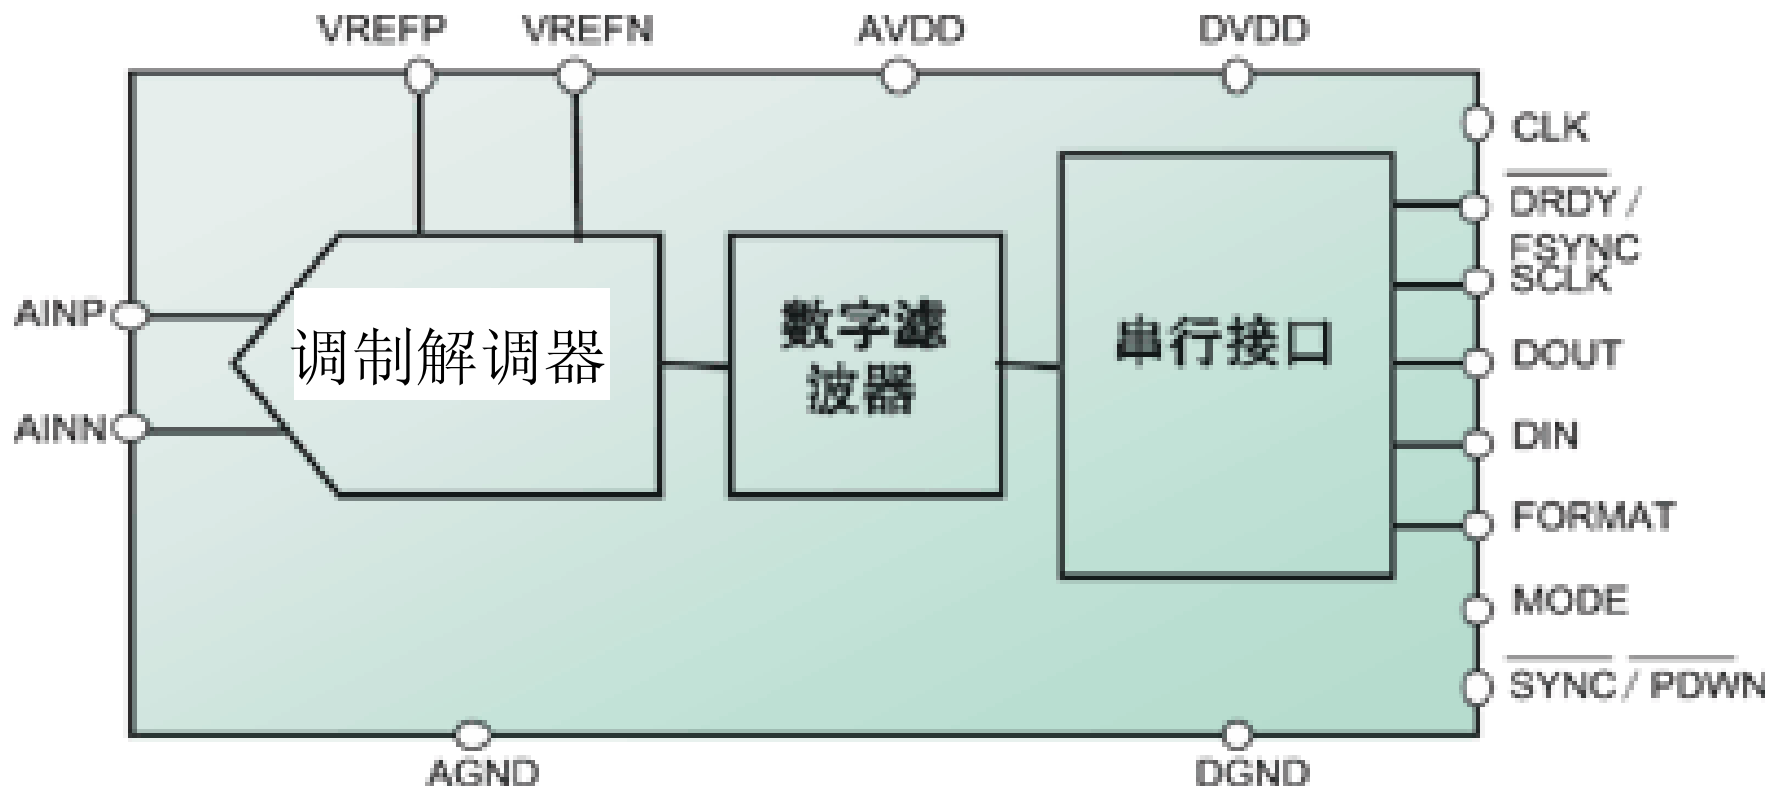 VREFP
VREFN
AVDD
DVDD
CLK
DRDY /
FSYNC
SCLK
AINP
调制解调器
数字滤
波器
串行接口
DOUT
AINN
DIN
FORMAT
MODE
SYNC / PDWN
AGND
DGND